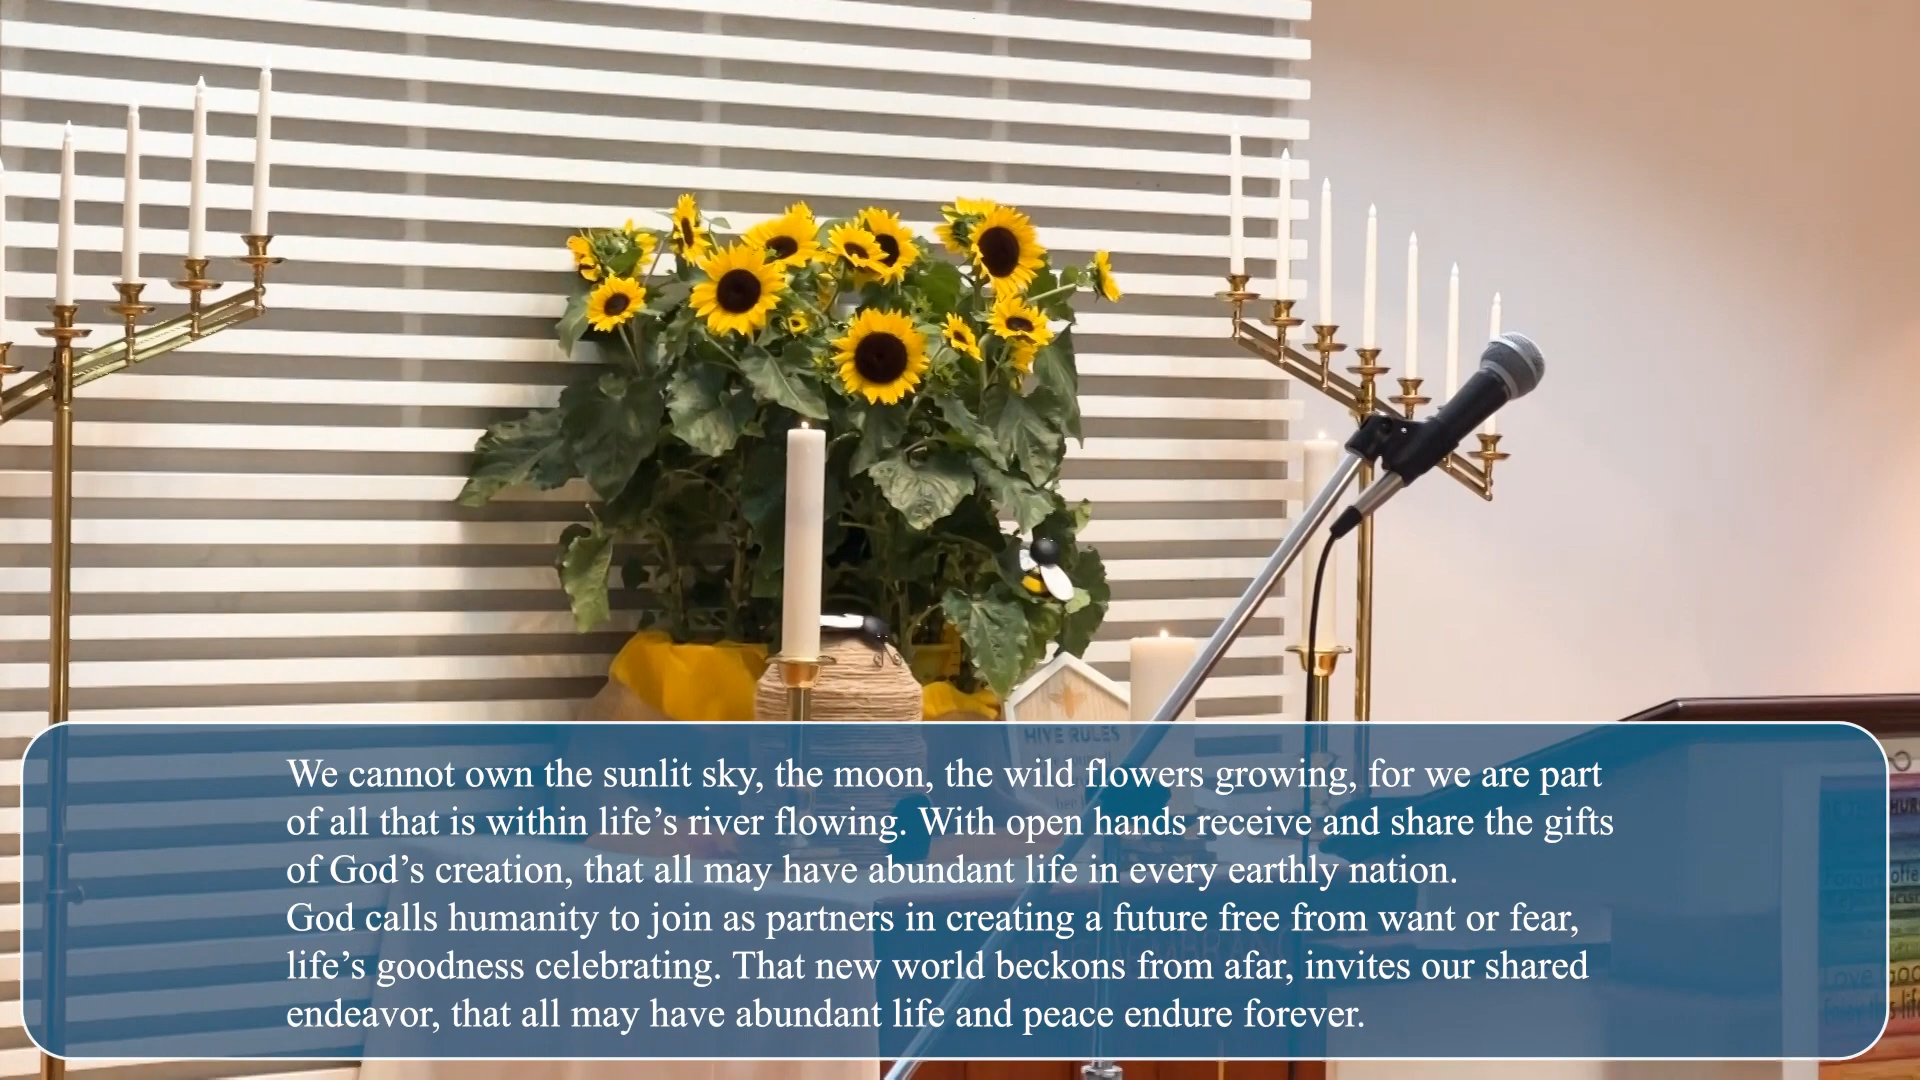 HIVE RULES
We cannot own the sunlit sky, the moon, the wild flowers growing, for we are part
of all that is within life’s river flowing. With open hands receive and share the gifts
of God’s creation, that all may have abundant life in every earthly nation.
God calls humanity to join as partners in creating a future free from want or fear,
life’s goodness celebrating. That new world beckons from afar, invites our shared
endeavor, that all may have abundant life and peace endure forever.